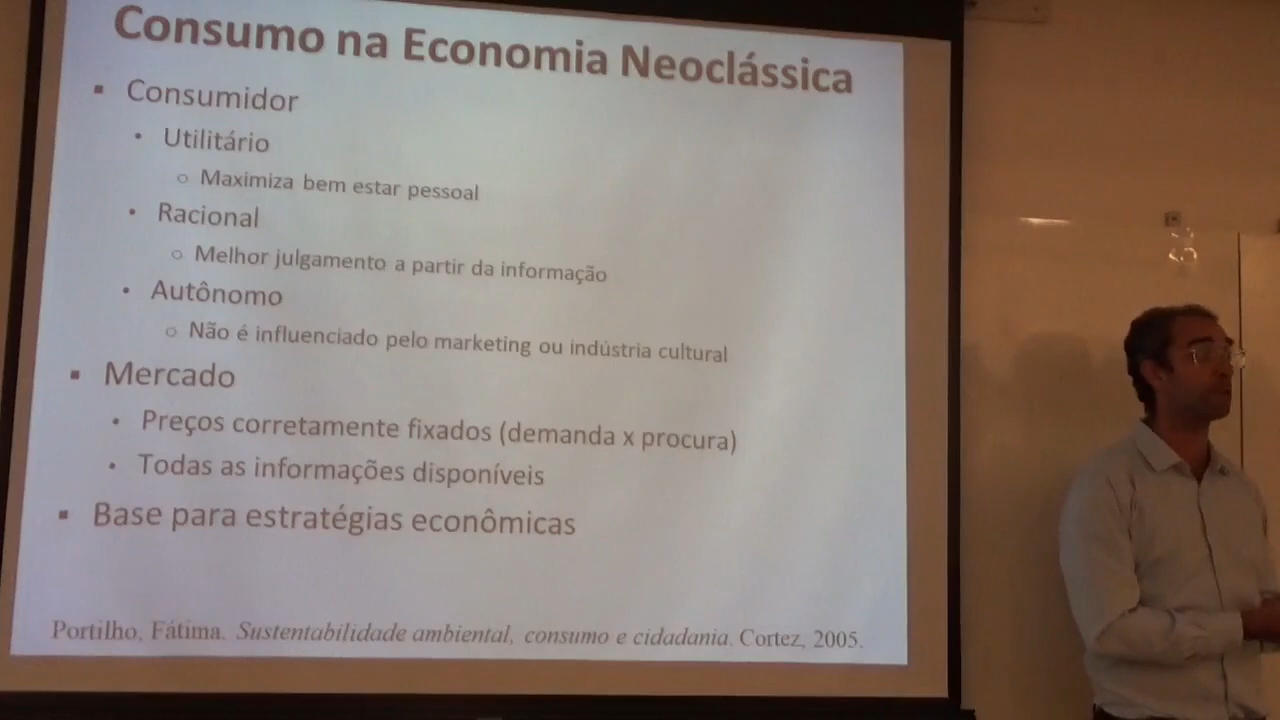 Consumo na Economia Neoclássica
▪ Consumidor
• Utilitário
○ Maximiza bem estar pessoal
• Racional
○ Melhor julgamento a partir da informação
• Autônomo
○ Não é influenciado pelo marketing ou indústria cultural
▪ Mercado
• Preços corretamente fixados (demanda x procura)
• Todas as informações disponíveis
▪ Base para estratégias econômicas
Portilho, Fátima. Sustentabilidade ambiental, consumo e cidadania. Cortez, 2005.